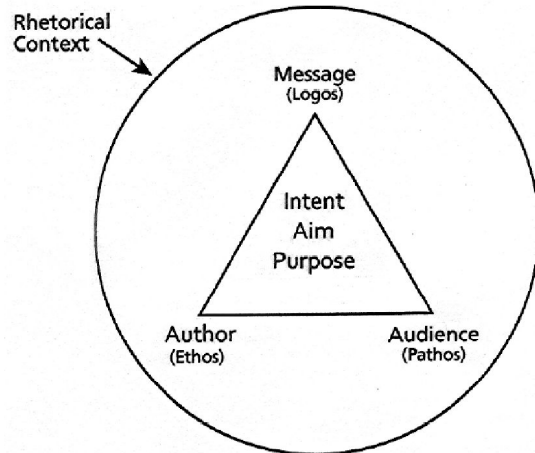 Rhetorical
Context
Message
(Logos)
Intent
Aim
Purpose
Author
(Ethos)
Audience
(Pathos)